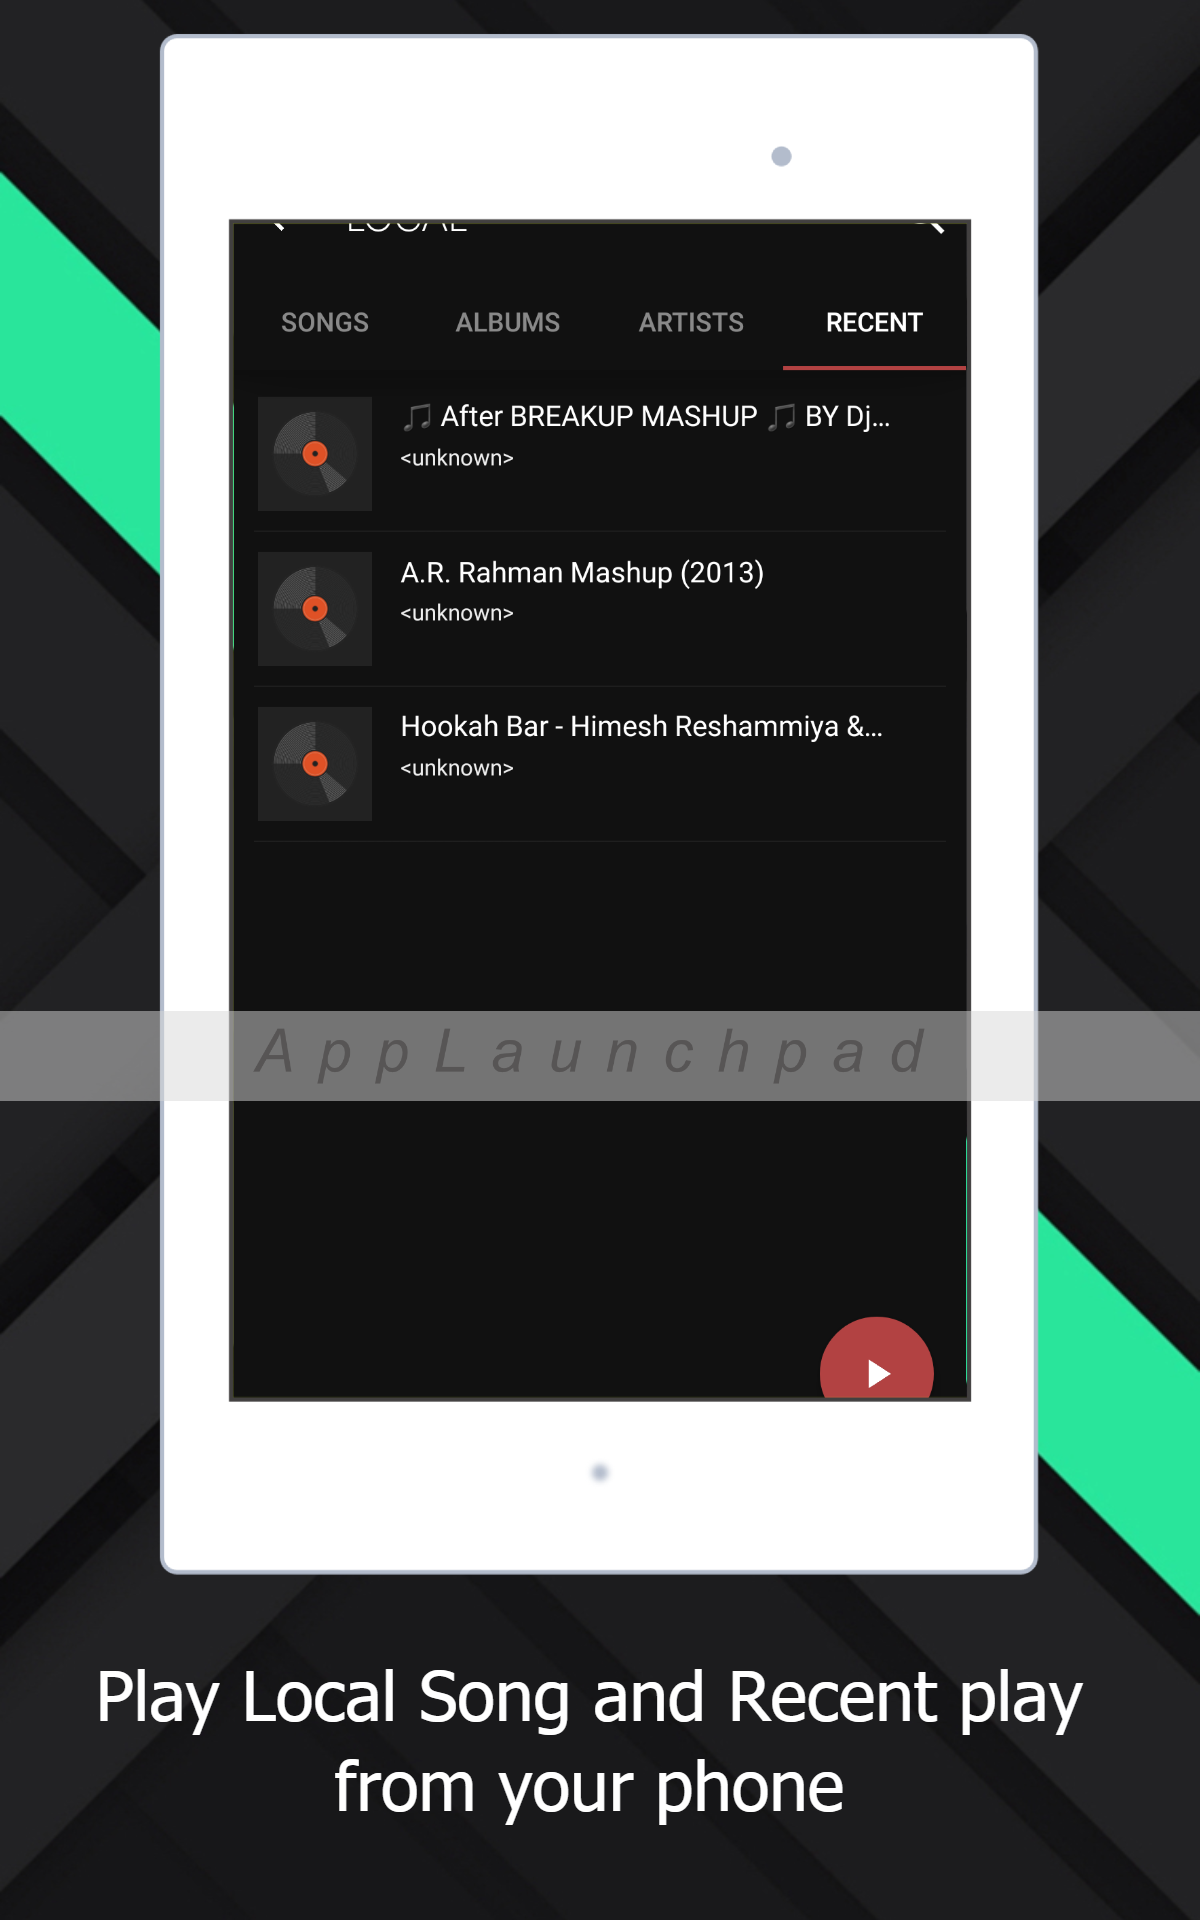 LOCAL
SONGS ALBUMS ARTISTS RECENT
🎵 After BREAKUP MASHUP 🎵 BY Dj...
<unknown>
A.R. Rahman Mashup (2013)
<unknown>
Hookah Bar - Himesh Reshammiya &...
<unknown>
AppLaunchpad
Play Local Song and Recent play
from your phone